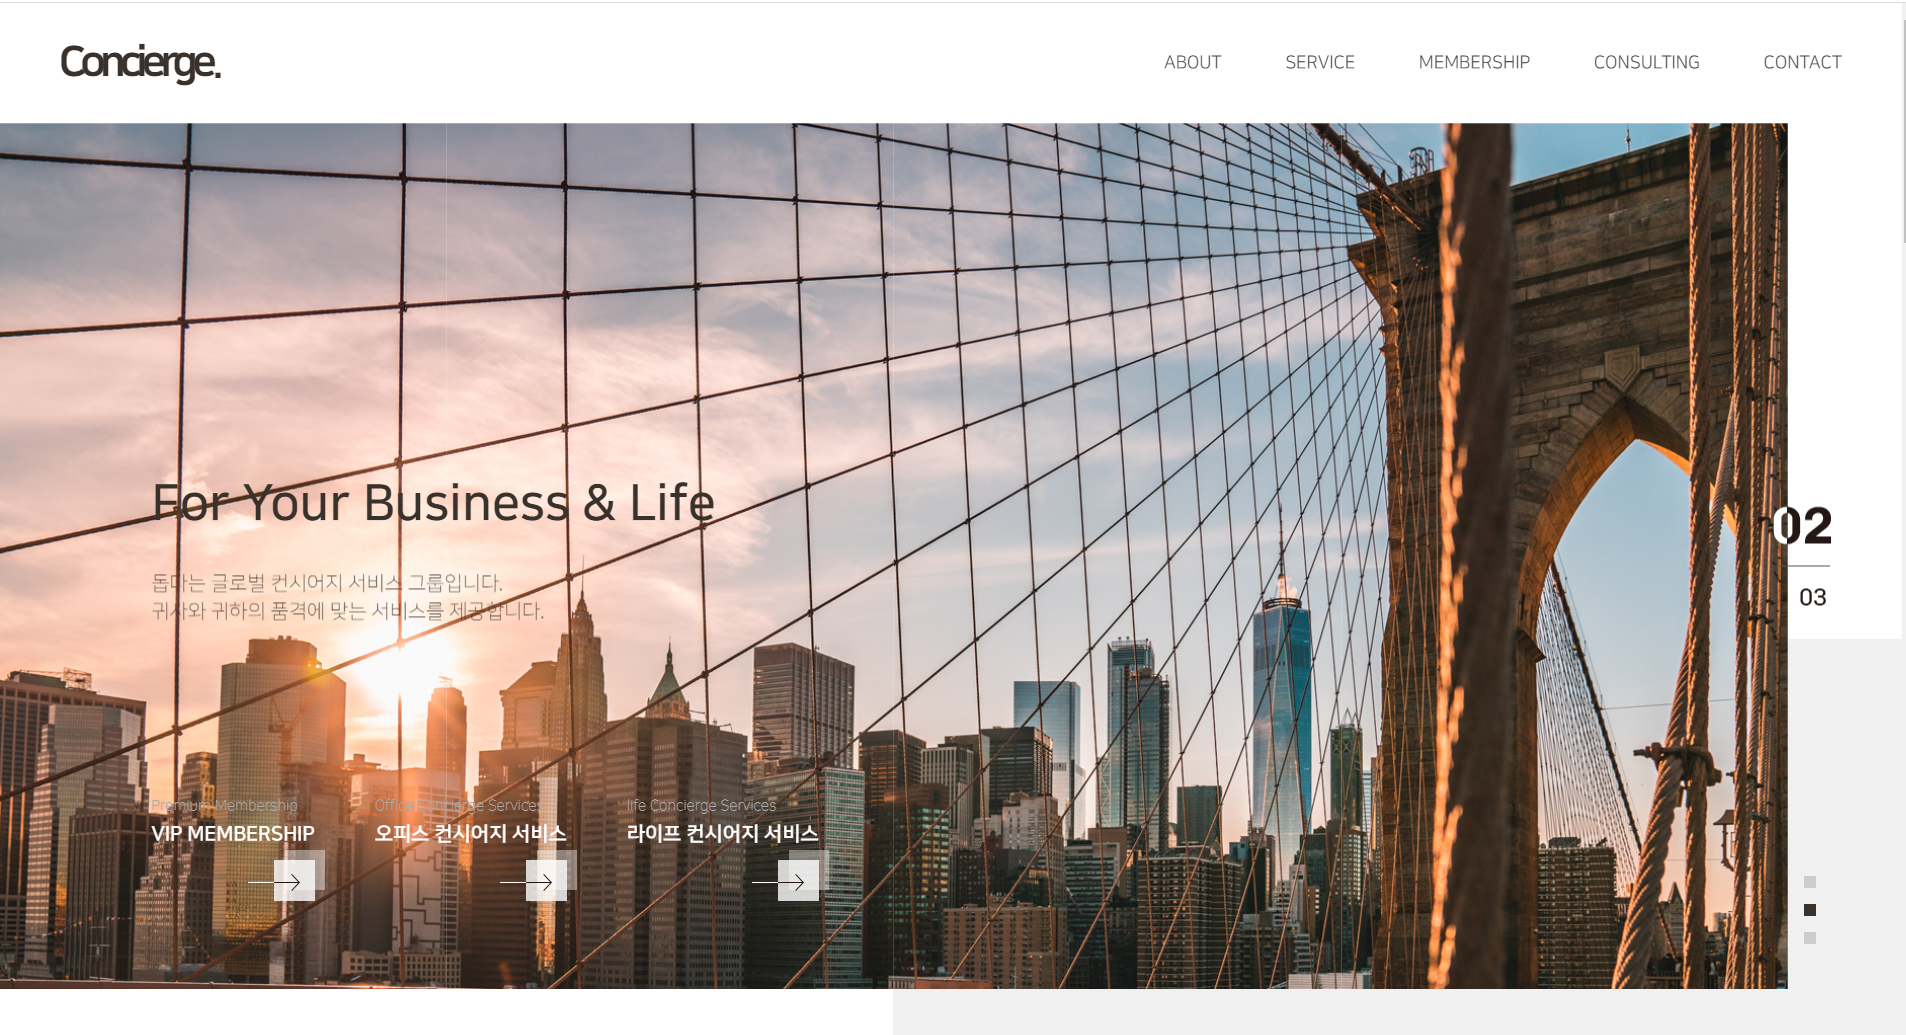 Concierge.
ABOUT SERVICE MEMBERSHIP CONSULTING CONTACT
For Your Business & Life
돕다는 글로벌 컨시어지 서비스 그룹입니다.
귀사와 귀하의 품격에 맞는 서비스를 제공합니다.
02
03
Premium Membership
VIP MEMBERSHIP
Office Concierge Services
오피스 컨시어지 서비스
life Concierge Services
라이프 컨시어지 서비스